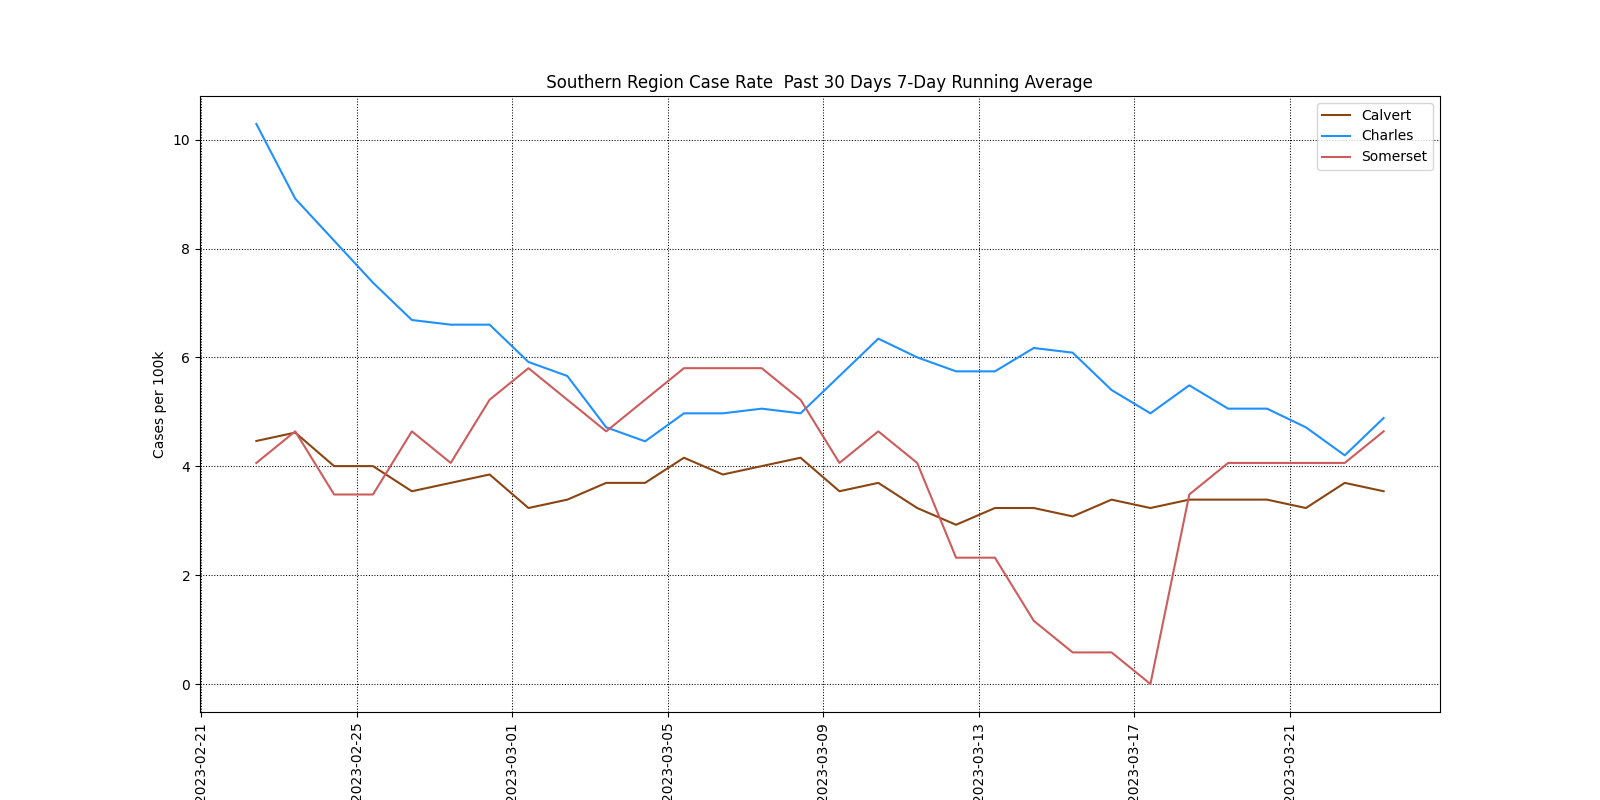 Southern Region Case Rate  Past 30 Days 7-Day Running Average
Calvert
Charles
Somerset
Cases per 100k
10
8
6
4
2
0
2023-02-21
2023-02-25
2023-03-01
2023-03-05
2023-03-09
2023-03-13
2023-03-17
2023-03-21